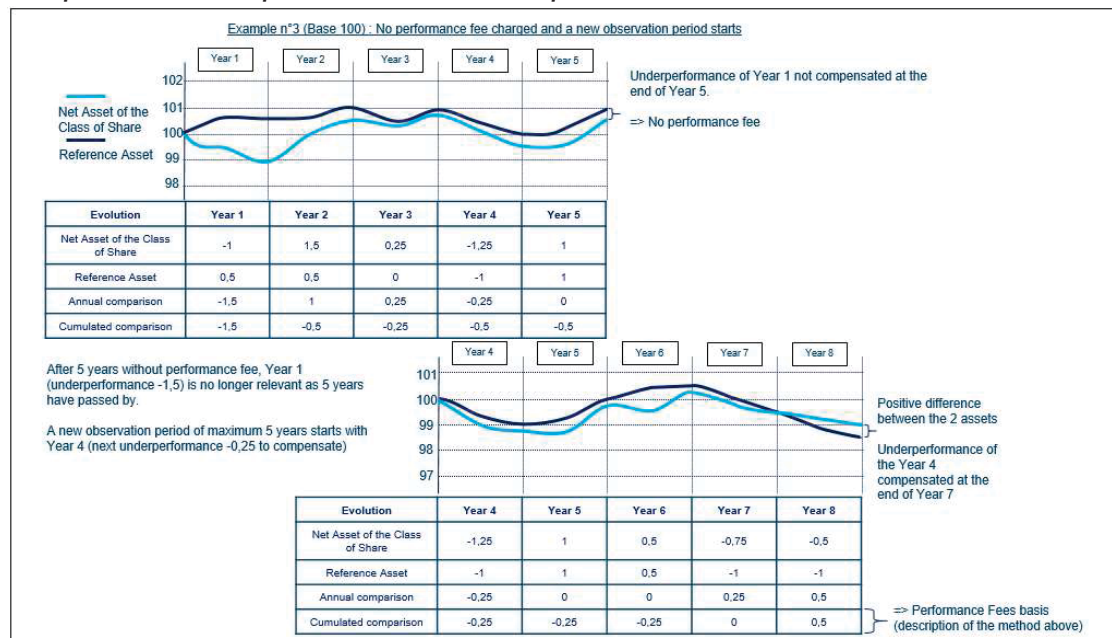 Example n°3 (Base 100) : No performance fee charged and a new observation period starts
Year 1 Year 2 Year 3 Year 4 Year 5
102
101
100
99
98
Net Asset of the
Class of Share
Reference Asset
Underperformance of Year 1 not compensated at the
end of Year 5.
=> No performance fee
Evolution Year 1 Year 2 Year 3 Year 4 Year 5
Net Asset of the Class
of Share -1 1,5 0,25 -1,25 1
Reference Asset 0,5 0,5 0 -1 1
Annual comparison -1,5 1 0,25 -0,25 0
Cumulated comparison -1,5 -0,5 -0,25 -0,5 -0,5
After 5 years without performance fee, Year 1
(underperformance -1,5) is no longer relevant as 5 years
have passed by.
A new observation period of maximum 5 years starts with
Year 4 (next underperformance -0,25 to compensate)
Year 4 Year 5 Year 6 Year 7 Year 8
101
100
99
98
97
Positive difference
between the 2 assets
Underperformance of
the Year 4
compensated at the
end of Year 7
Evolution Year 4 Year 5 Year 6 Year 7 Year 8
Net Asset of the Class
of Share -1,25 1 0,5 -0,75 -0,5
Reference Asset -1 1 0,5 -1 -1
Annual comparison -0,25 0 0 0,25 0,5
Cumulated comparison -0,25 -0,25 -0,25 0 0,5
=> Performance Fees basis
(description of the method above)